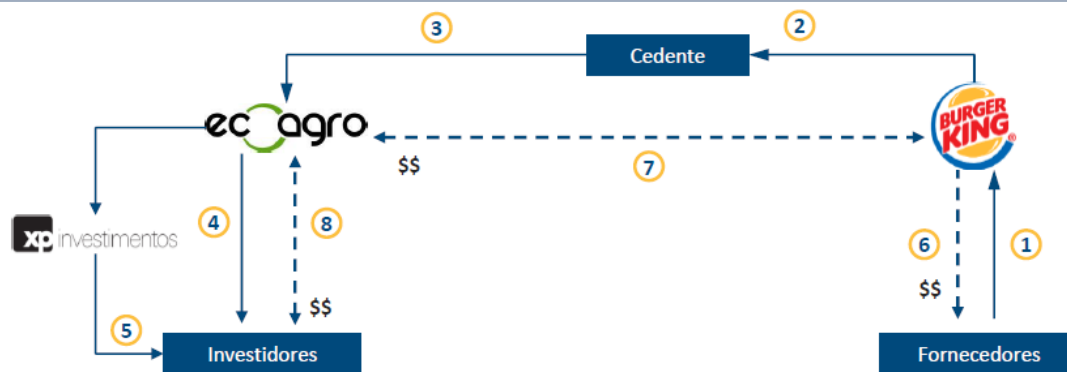 3
2
Cedente
ecoagro
BURGER
KING®
$$
7
xp investimentos
4
8
6
1
$$
$$
5
Investidores
Fornecedores